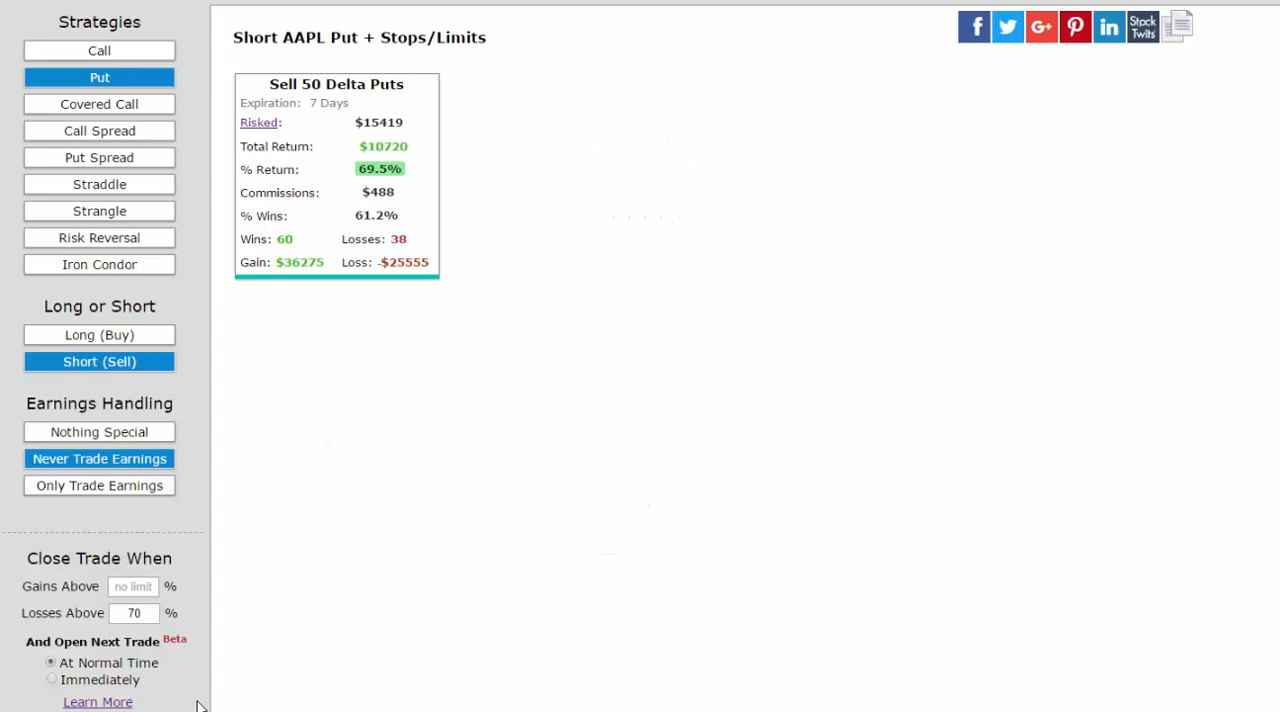 Strategies
Call
Put
Covered Call
Call Spread
Put Spread
Straddle
Strangle
Risk Reversal
Iron Condor
Long or Short
Long (Buy)
Short (Sell)
Earnings Handling
Nothing Special
Never Trade Earnings
Only Trade Earnings
Close Trade When
Gains Above no limit %
Losses Above 70 %
And Open Next Trade Beta
At Normal Time
Immediately
Learn More
Short AAPL Put + Stops/Limits
f G+ in Stock Twits
Sell 50 Delta Puts
Expiration: 7 Days
Risked: $15419
Total Return: $10720
% Return: 69.5%
Commissions: $488
% Wins: 61.2%
Wins: 60 Losses: 38
Gain: $36275 Loss: -$25555